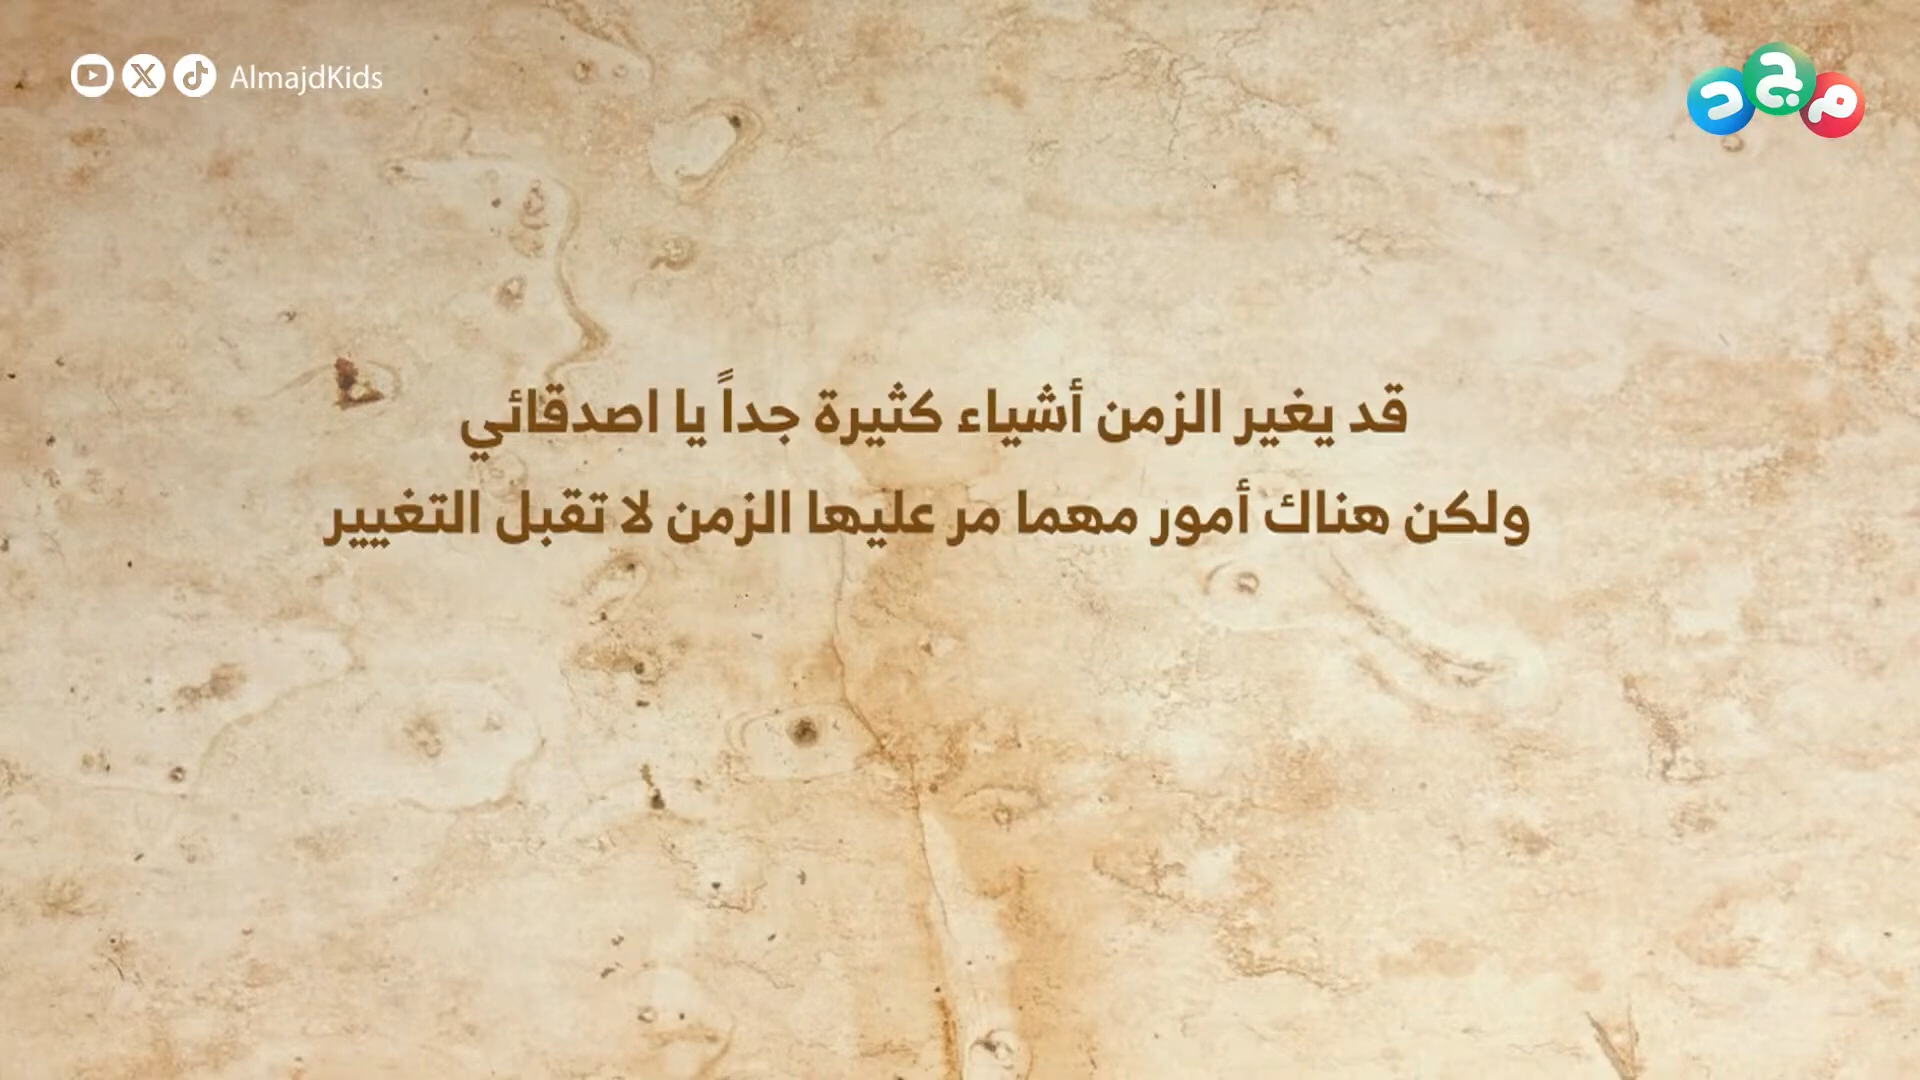 AlmajdKids
مجد
قد يغير الزمن أشياء كثيرة جداً يا اصدقائي
ولكن هناك أمور مهما مر عليها الزمن لا تقبل التغيير